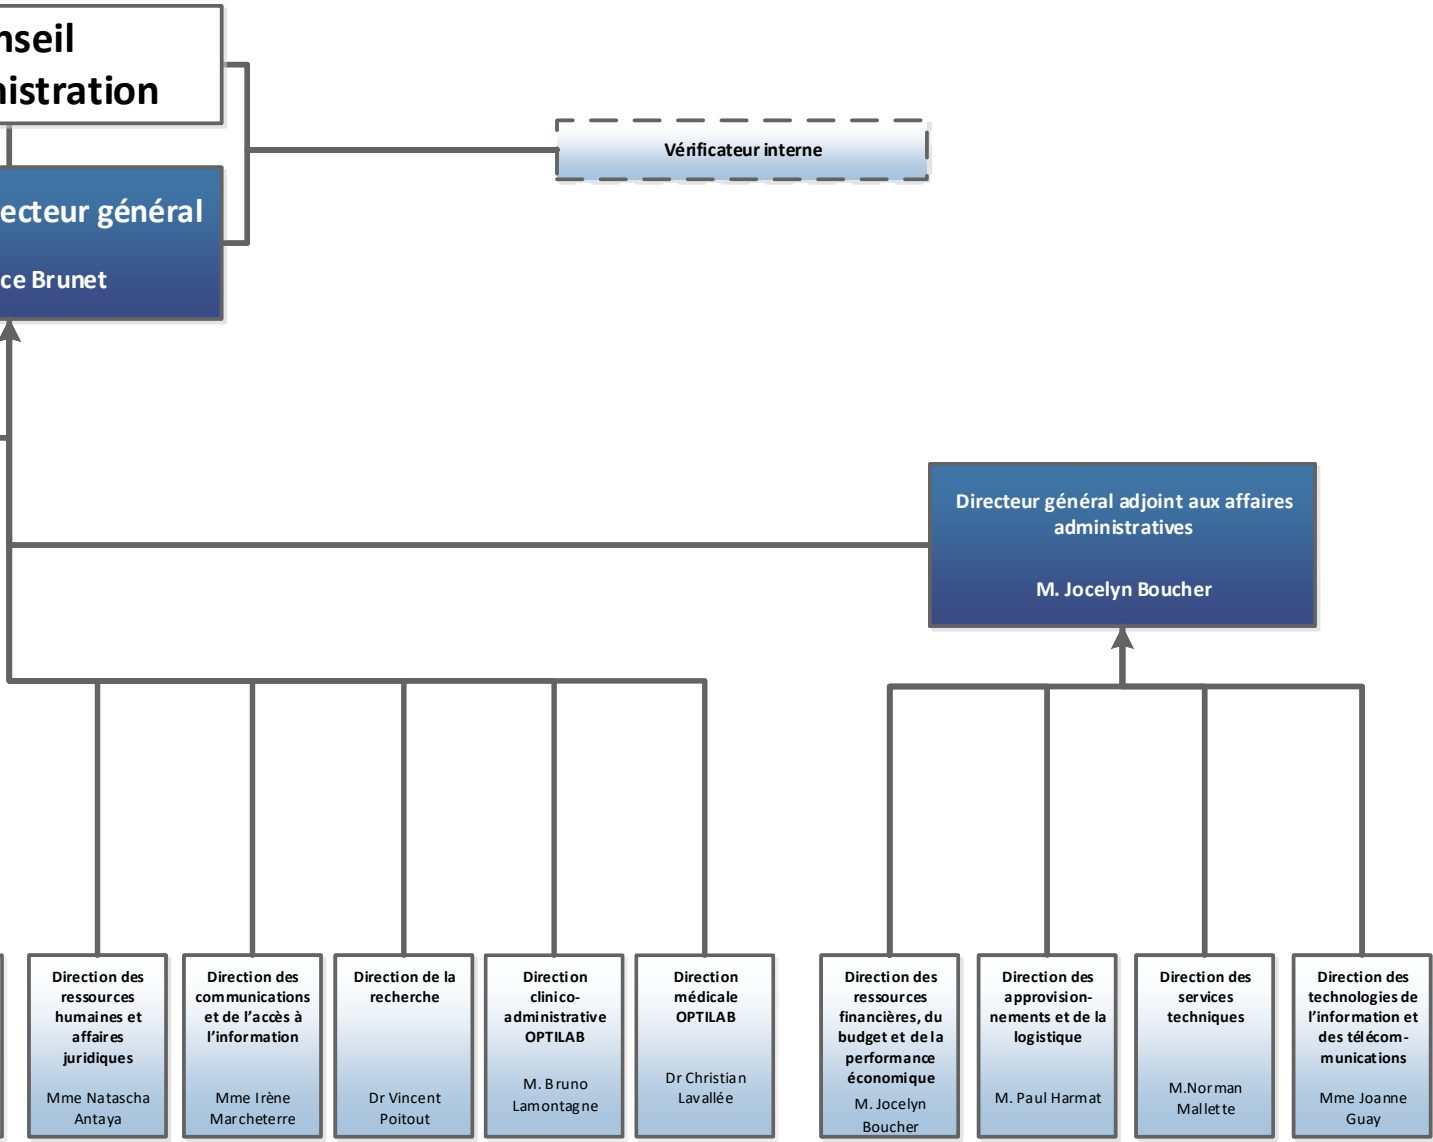 nseil
nistration
Vérificateur interne
ecteur général
ce Brunet
Directeur général adjoint aux affaires
administratives
M. Jocelyn Boucher
Direction des
ressources
humaines et
affaires
juridiques
Mme Natascha
Antaya
Direction des
communications
et de l’accès à
l’information
Mme Irène
Marcheterre
Direction de la
recherche
Dr Vincent
Poitout
Direction
clinico-
administrative
OPTILAB
M. Bruno
Lamontagne
Direction
médicale
OPTILAB
Dr Christian
Lavallée
Direction des
ressources
financières, du
budget et de la
performance
économique
M. Jocelyn
Boucher
Direction des
approvision-
nements et de la
logistique
M. Paul Harmat
Direction des
services
techniques
M.Norman
Mallette
Direction des
technologies de
l’information et
des télécom-
munications
Mme Joanne
Guay